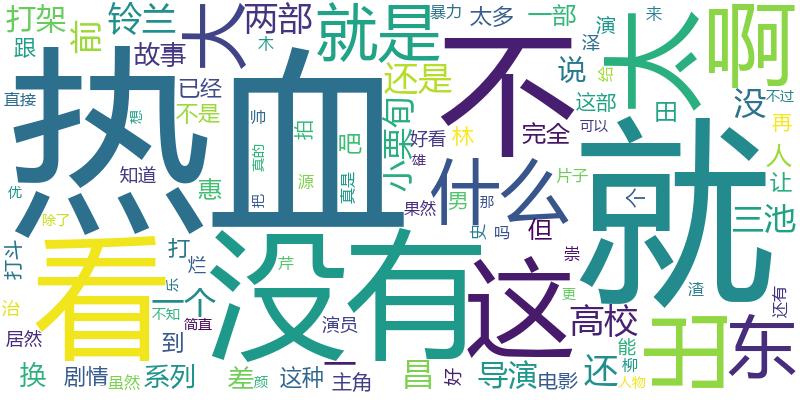 打架
铃兰
大
两部
就是
暴力
太多
一部
演
来
太
啊
跟
前
故事
木
不
泽
给
说
直接
热
已经
血
帅
拍
还是
这部
田
没
不过
不是
想
吧
小栗旬
好看
林
完全
可以
再
知道
真的
雄
人
优
惠
把
源
真是
果然
什么
男
片子
就
个
让
除了
那
三池
打斗
看
打
没有
芹
史
吗
但
这
崇
渣
烂
乐
一个
更
还有
治
不知
简直
演员
高校
丑
东
居然
到
一
能
换
剧情
虽然
系列
差
颜
这种
主角
昌
好
导演
电影
还
柳
人物